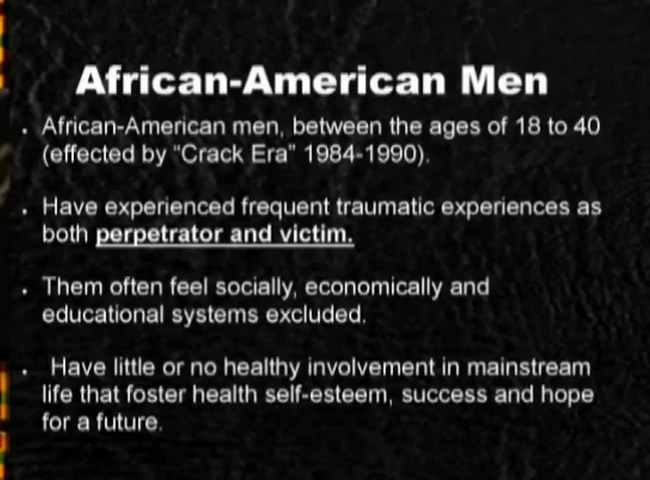 African-American Men
. African-American men, between the ages of 18 to 40
(effected by “Crack Era” 1984-1990).
. Have experienced frequent traumatic experiences as
both perpetrator and victim.
. Them often feel socially, economically and
educational systems excluded.
. Have little or no healthy involvement in mainstream
life that foster health self-esteem, success and hope
for a future.